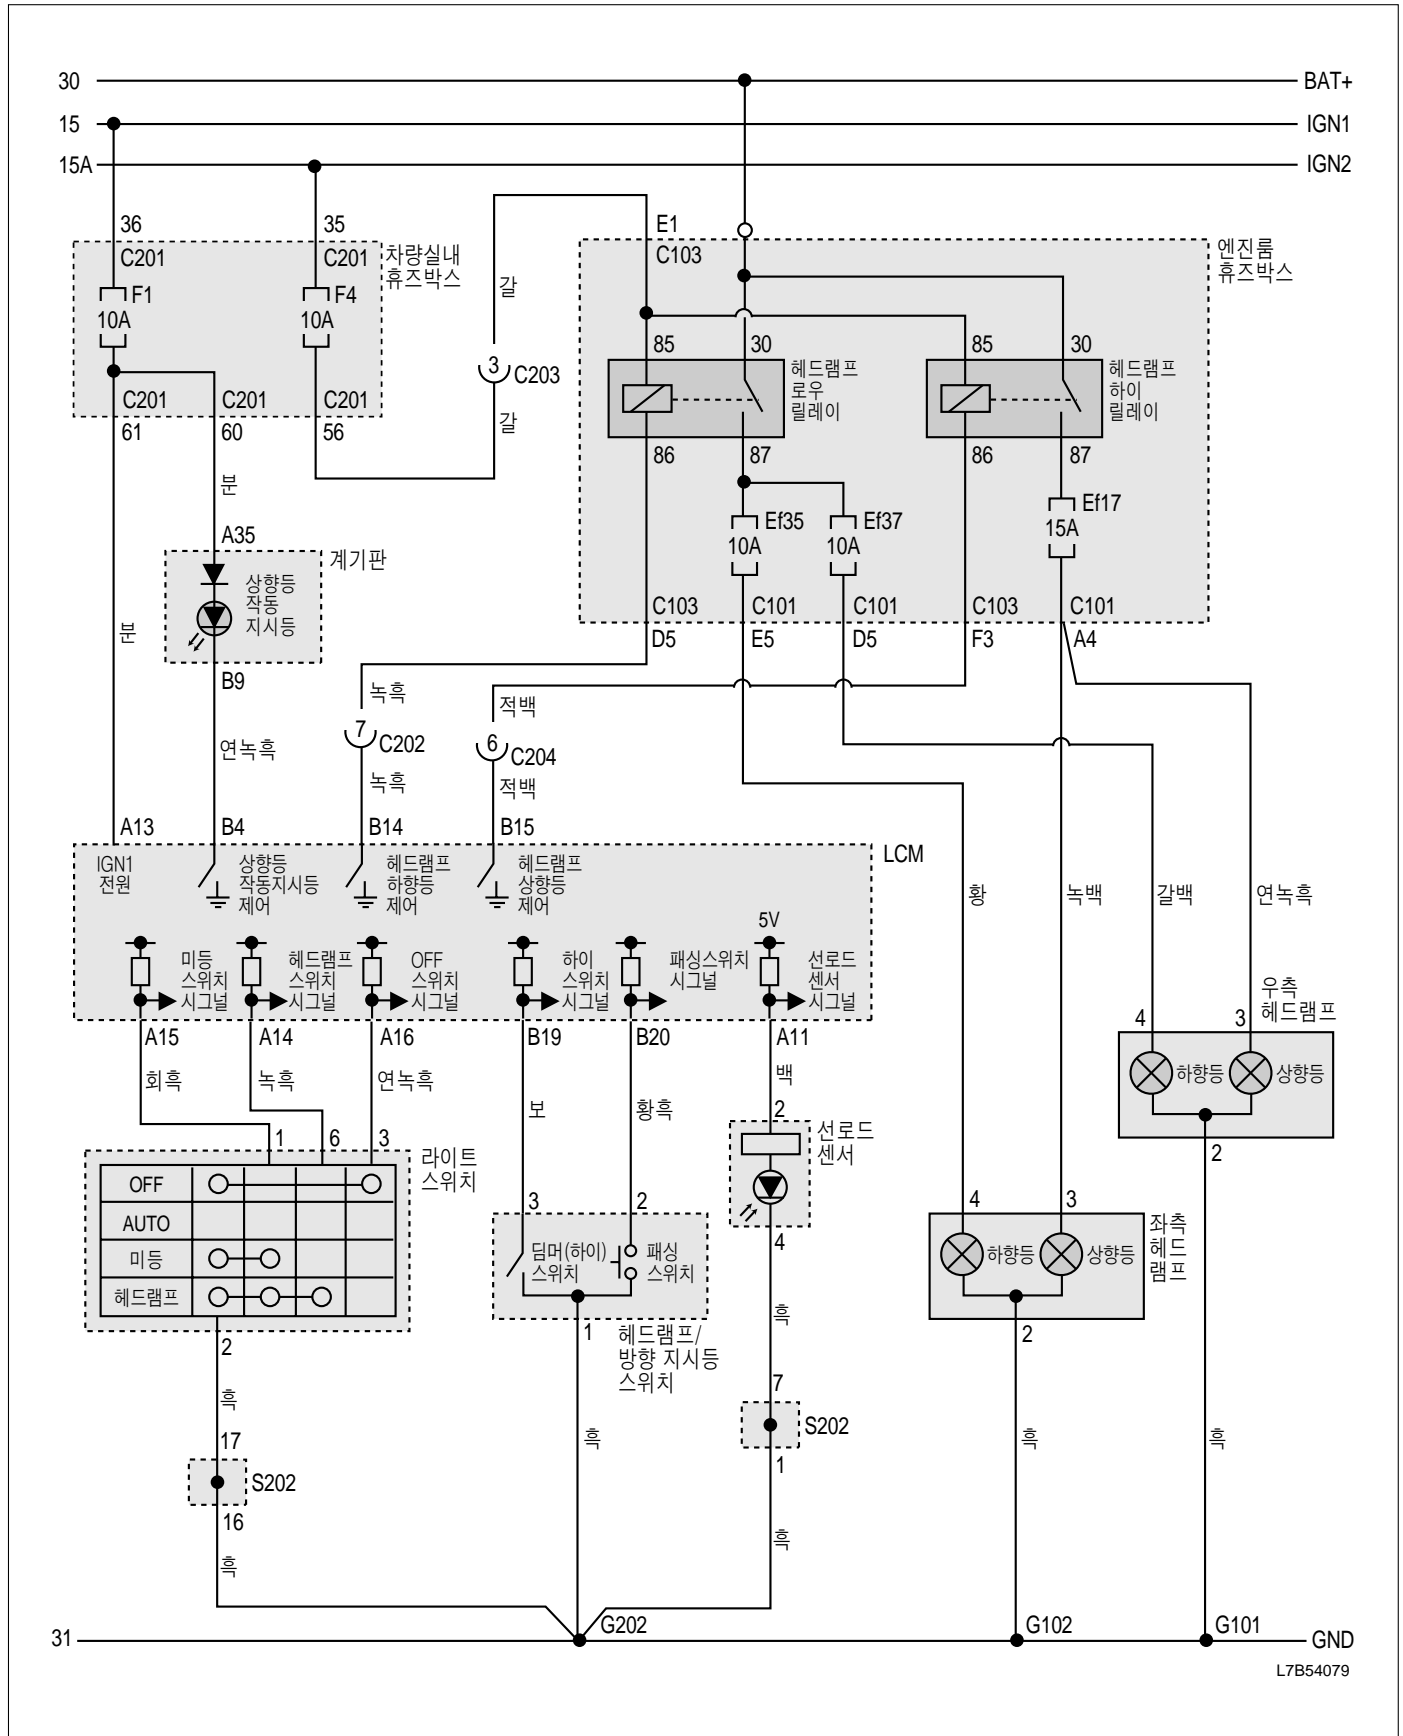 30
BAT+
15
IGN1
15A
IGN2
36
35
E1
C201
C201
차량실내
휴즈박스
C103
엔진룸
휴즈박스
F1
10A
F4
10A
갈
85
30
85
30
3
C203
헤드램프
로우
릴레이
헤드램프
하이
릴레이
C201
C201
C201
61
60
56
갈
86
87
86
87
분
Ef35
10A
Ef37
10A
Ef17
15A
A35
계기판
상향등
작동
지시등
C103
C101
C101
C103
C101
분
D5
E5
D5
F3
A4
B9
녹흑
적백
연녹흑
7
C202
6
C204
녹흑
적백
A13
B4
B14
B15
LCM
IGN1
전원
상향등
작동지시등
제어
헤드램프
하향등
제어
헤드램프
상향등
제어
황
녹백
갈백
연녹흑
5V
미등
스위치
시그널
헤드램프
스위치
시그널
OFF
스위치
시그널
하이
스위치
시그널
패싱스위치
시그널
선로드
센서
시그널
우측
헤드램프
4
3
A15
A14
A16
B19
B20
A11
회흑
녹흑
연녹흑
보
황흑
백
하향등
상향등
2
1
6
3
선로드
센서
2
라이트
스위치
OFF
AUTO
미등
헤드램프
3
2
4
4
3
좌측
헤드
램프
딤머(하이)
스위치
패싱
스위치
하향등
상향등
2
1
헤드램프/
방향 지시등
스위치
흑
2
흑
7
흑
S202
흑
흑
17
1
S202
16
흑
흑
31
G202
G102
G101
GND
L7B54079